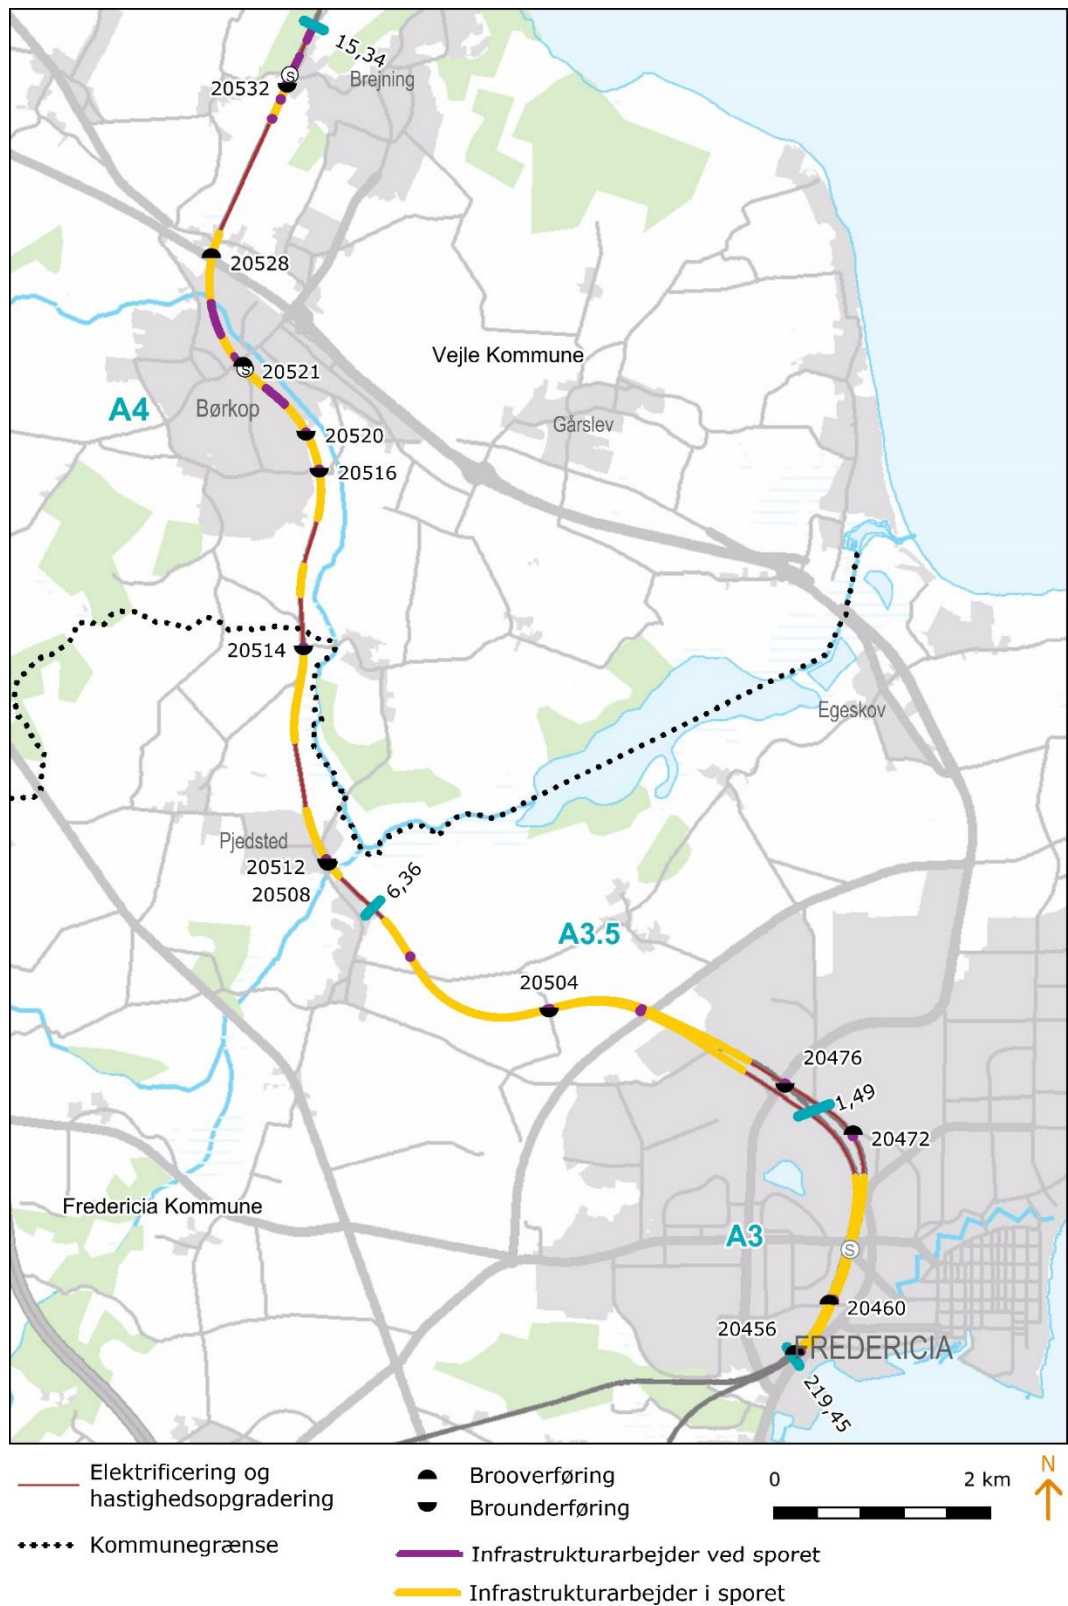 15,34
S
Brejning
20532
20528
Vejle Kommune
20521
S
A4
Børkop
Gårslev
20520
20516
20514
Egeskov
Pjedsted
20512
6,36
20508
A3.5
20504
20476
1,49
20472
Fredericia Kommune
A3
S
20460
20456
FREDERICIA
219,45
Elektrificering og
hastighedsopgradering
Kommunegrænse
Brooverføring
Brounderføring
Infrastrukturarbejder ved sporet
Infrastrukturarbejder i sporet
0 2 km
N